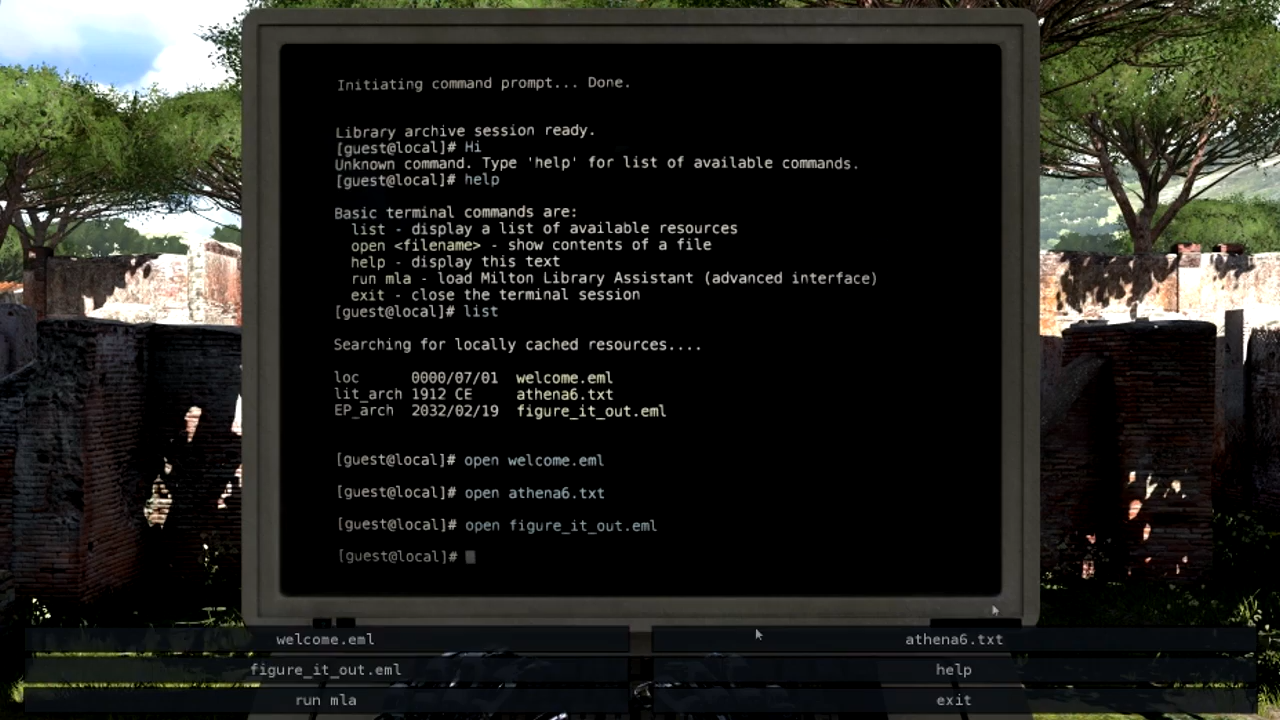 Initiating command prompt... Done.
Library archive session ready.
[guest@local]# Hi
Unknown command. Type 'help' for list of available commands.
[guest@local]# help
Basic terminal commands are:
list - display a list of available resources
open <filename> - show contents of a file
help - display this text
run mla - load Milton Library Assistant (advanced interface)
exit - close the terminal session
[guest@local]# list
Searching for locally cached resources....
loc 0000/07/01 welcome.eml
lit_arch 1912 CE athena6.txt
EP_arch 2032/02/19 figure_it_out.eml
[guest@local]# open welcome.eml
[guest@local]# open athena6.txt
[guest@local]# open figure_it_out.eml
[guest@local]#
welcome.eml athena6.txt
figure_it_out.eml help
run mla exit